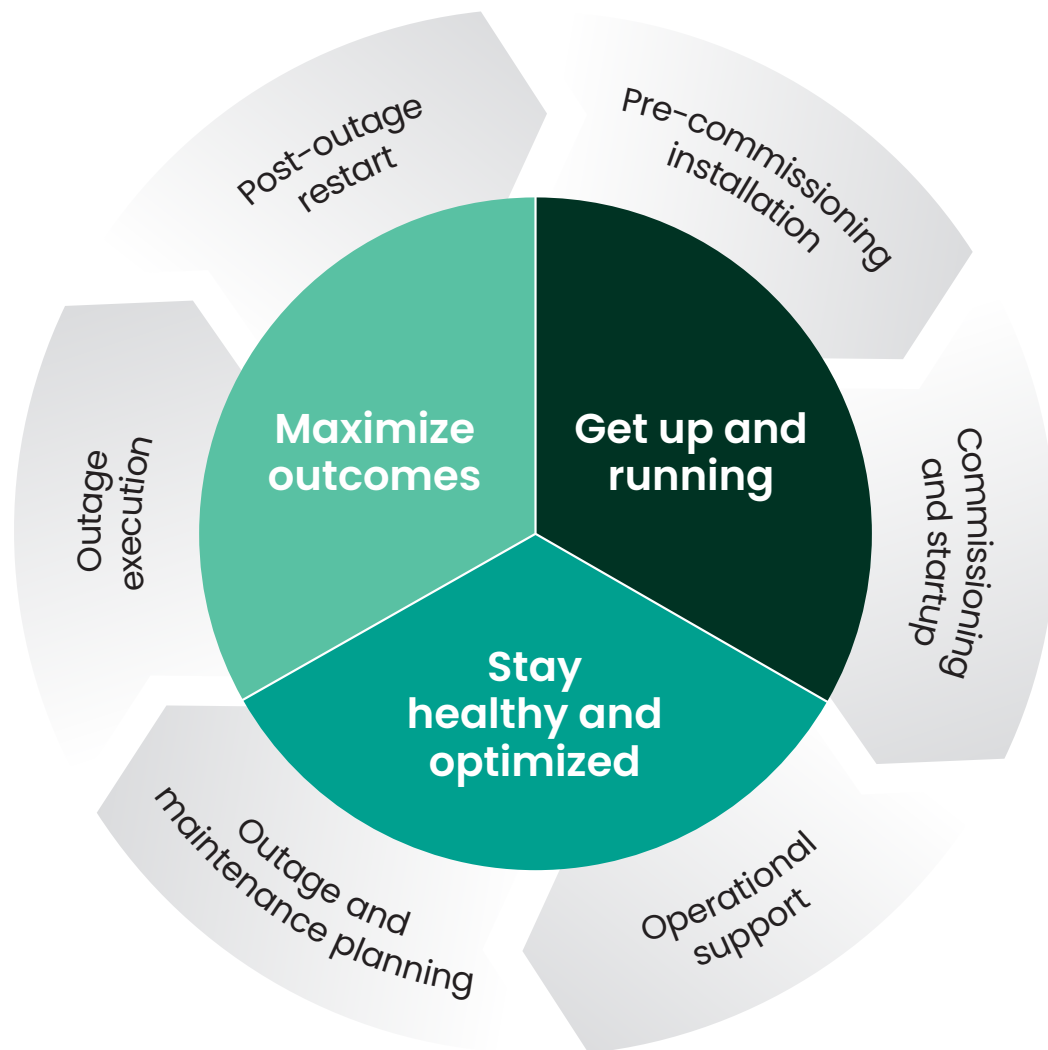 Pre-commissioning
installation
Commissioning
and startup
Operational
support
Outage and
maintenance planning
Outage
execution
Post-outage
restart
Get up and
running
Stay
healthy and
optimized
Maximize
outcomes